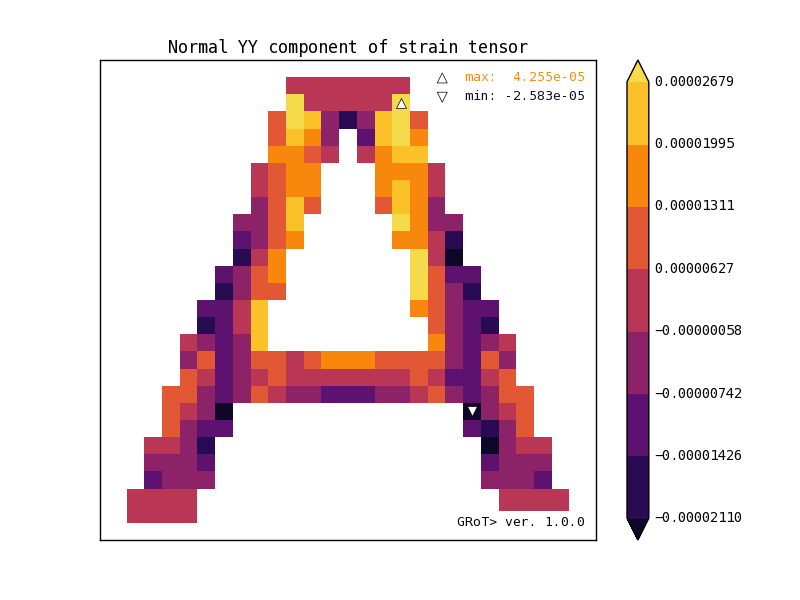 Normal YY component of strain tensor
△ max: 4.255e-05
▽ min: -2.583e-05
0.00002679
0.00001995
0.00001311
0.00000627
−0.00000058
−0.00000742
−0.00001426
−0.00002110
GRoT> ver. 1.0.0